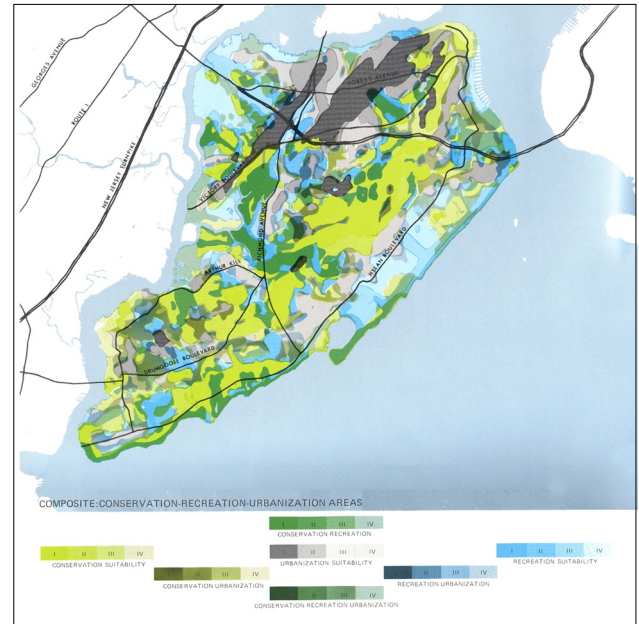 GEORGES AVENUE
ROUTE 1
NEW JERSEY TURNPIKE
FOREST AVENUE
VICTORY BOULEVARD
RICHMOND AVENUE
HYLAN BOULEVARD
ARTHUR KILL
DRUMGOOLE BOULEVARD
COMPOSITE:CONSERVATION-RECREATION-URBANIZATION AREAS
I II III IV
CONSERVATION-RECREATION
I II III IV
CONSERVATION SUITABILITY
I II III IV
URBANIZATION SUITABILITY
I II III IV
RECREATION SUITABILITY
I II III IV
CONSERVATION-URBANIZATION
I II III IV
RECREATION-URBANIZATION
I II III IV
CONSERVATION-RECREATION-URBANIZATION